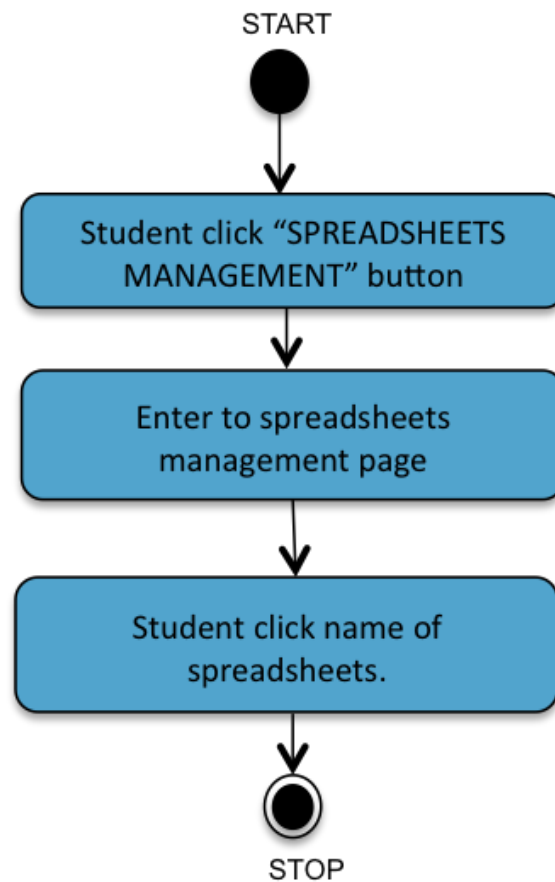 START
Student click “SPREADSHEETS
MANAGEMENT” button
Enter to spreadsheets
management page
Student click name of
spreadsheets.
STOP